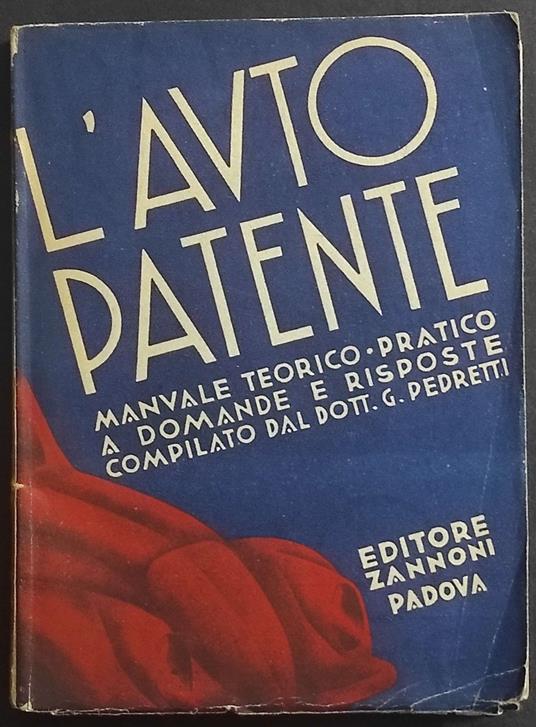 L'AVTO
PATENTE
MANVALE TEORICO·PRATICO
A DOMANDE E RISPOSTE
COMPILATO DAL DOTT. G. PEDRETTI
EDITORE
ZANNONI
PADOVA